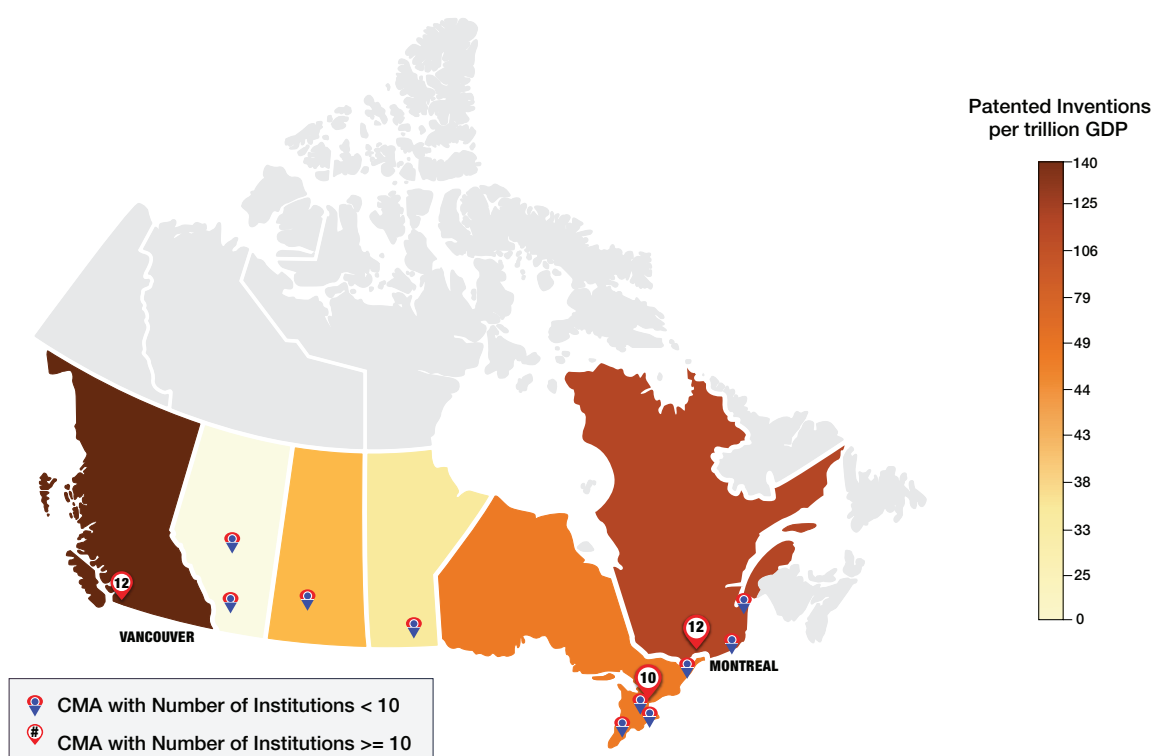 Patented Inventions
per trillion GDP
140
125
106
79
49
44
43
38
33
25
0
12
VANCOUVER
12
MONTREAL
10
CMA with Number of Institutions < 10
# CMA with Number of Institutions >= 10